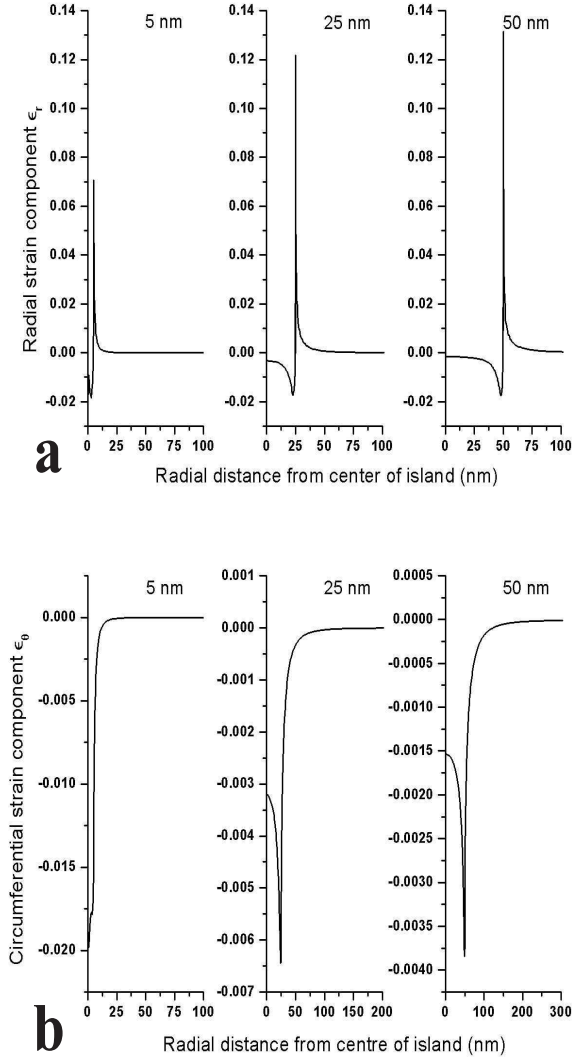 5 nm
25 nm
50 nm
0.14 0.14 0.14
0.12 0.12 0.12
0.10 0.10 0.10
0.08 0.08 0.08
0.06 0.06 0.06
0.04 0.04 0.04
0.02 0.02 0.02
0.00 0.00 0.00
-0.02 -0.02 -0.02
Radial strain component ϵr
0 25 50 75 100
0 25 50 75 100
0 25 50 75 100
a
Radial distance from center of island (nm)
5 nm
25 nm
50 nm
0.000
-0.005
-0.010
-0.015
-0.020
0.001
0.000
-0.001
-0.002
-0.003
-0.004
-0.005
-0.006
-0.007
0.0005
0.0000
-0.0005
-0.0010
-0.0015
-0.0020
-0.0025
-0.0030
-0.0035
-0.0040
Circumferential strain component ϵθ
0 25 50 75 100
0 50 100 150 200
0 100 200 300
b
Radial distance from centre of island (nm)